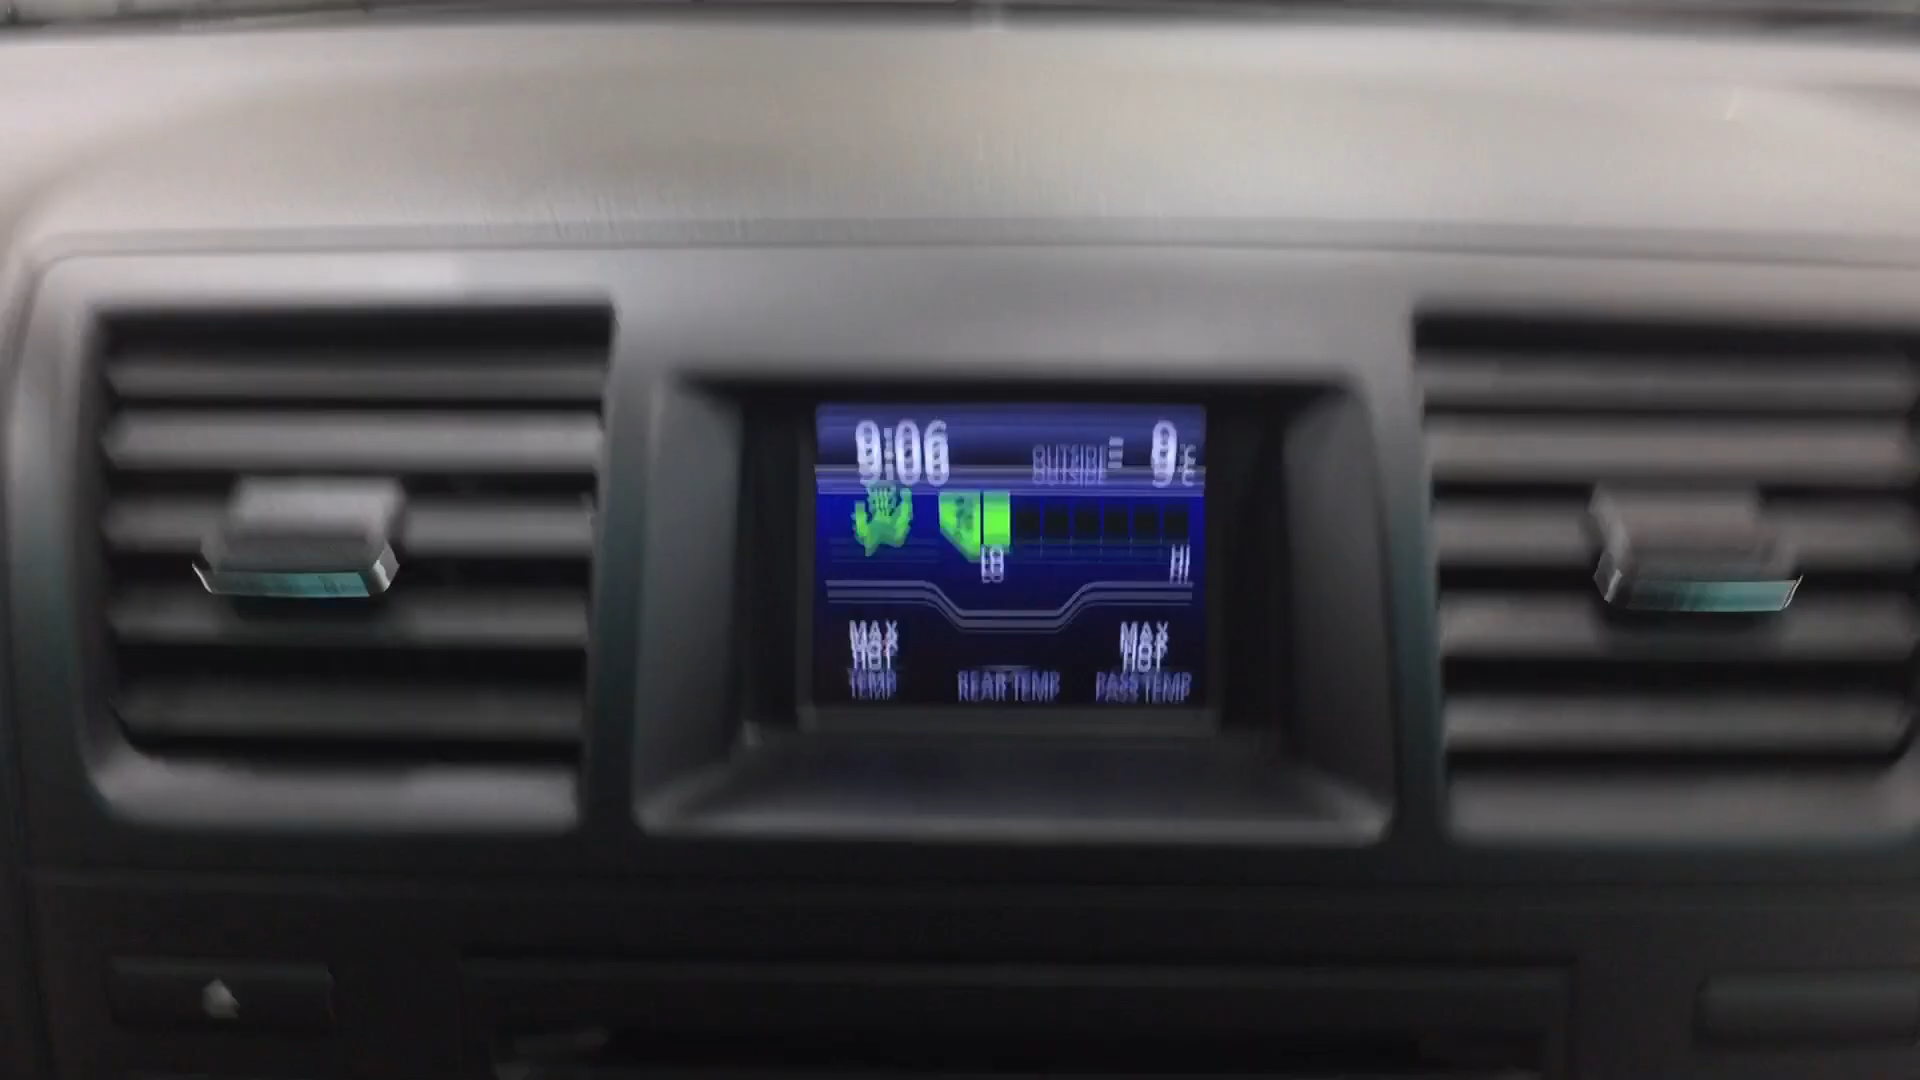 9:06 OUTSIDE 9°C
LO HI
MAX HOT MAX HOT
TEMP REAR TEMP PASS TEMP